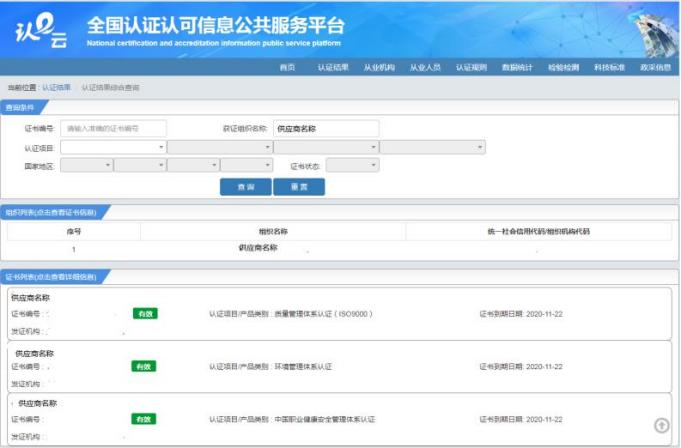 认е云 全国认证认可信息公共服务平台
National certification and accreditation information public service platform
首页 认证结果 从业机构 从业人员 认证规则 数据统计 检验检测 科技标准 政采信息
当前位置：认证结果 / 认证结果综合查询
查询条件
证书编号: 请输入准确的证书编号 获证组织名称: 供应商名称
认证项目:
国家地区: 证书状态:
查询 重置
组织列表(点击查看证书信息)
序号 组织名称 统一社会信用代码/组织机构代码
1 供应商名称
证书列表(点击查看详细信息)
供应商名称
证书编号： 有效 认证项目/产品类别：质量管理体系认证（ISO9000） 证书到期日期: 2020-11-22
发证机构：
供应商名称
证书编号： 有效 认证项目/产品类别：环境管理体系认证 证书到期日期: 2020-11-22
发证机构：
供应商名称
证书编号： 有效 认证项目/产品类别：中国职业健康安全管理体系认证 证书到期日期: 2020-11-22
发证机构：